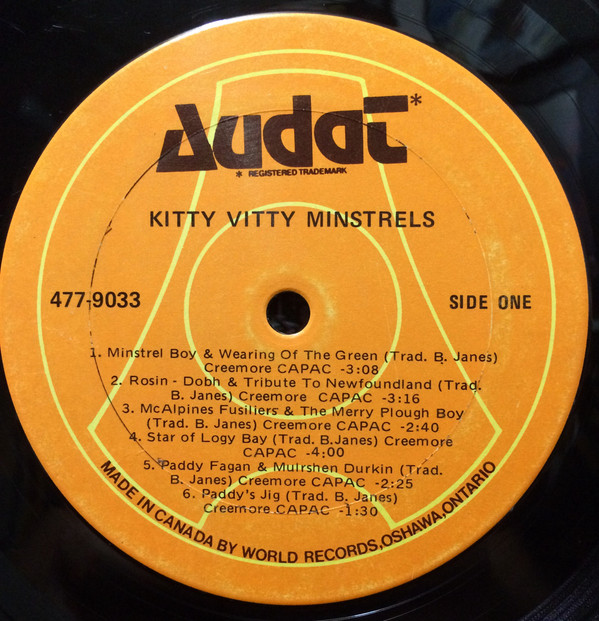 Audat*
* REGISTERED TRADEMARK
KITTY VITTY MINSTRELS
477-9033
SIDE ONE
1. Minstrel Boy & Wearing Of The Green (Trad. B. Janes)
Creemore CAPAC -3:08
2. Rosin - Dobh & Tribute To Newfoundland (Trad.
B. Janes) Creemore CAPAC -3:16
3. McAlpines Fusiliers & The Merry Plough Boy
(Trad. B. Janes) Creemore CAPAC -2:40
4. Star of Logy Bay (Trad. B.Janes) Creemore
CAPAC -4:00
5. Paddy Fagan & Muirshen Durkin (Trad.
B. Janes) Creemore CAPAC -2:25
6. Paddy's Jig (Trad. B. Janes)
Creemore CAPAC -1:30
MADE IN CANADA BY WORLD RECORDS,OSHAWA,ONTARIO